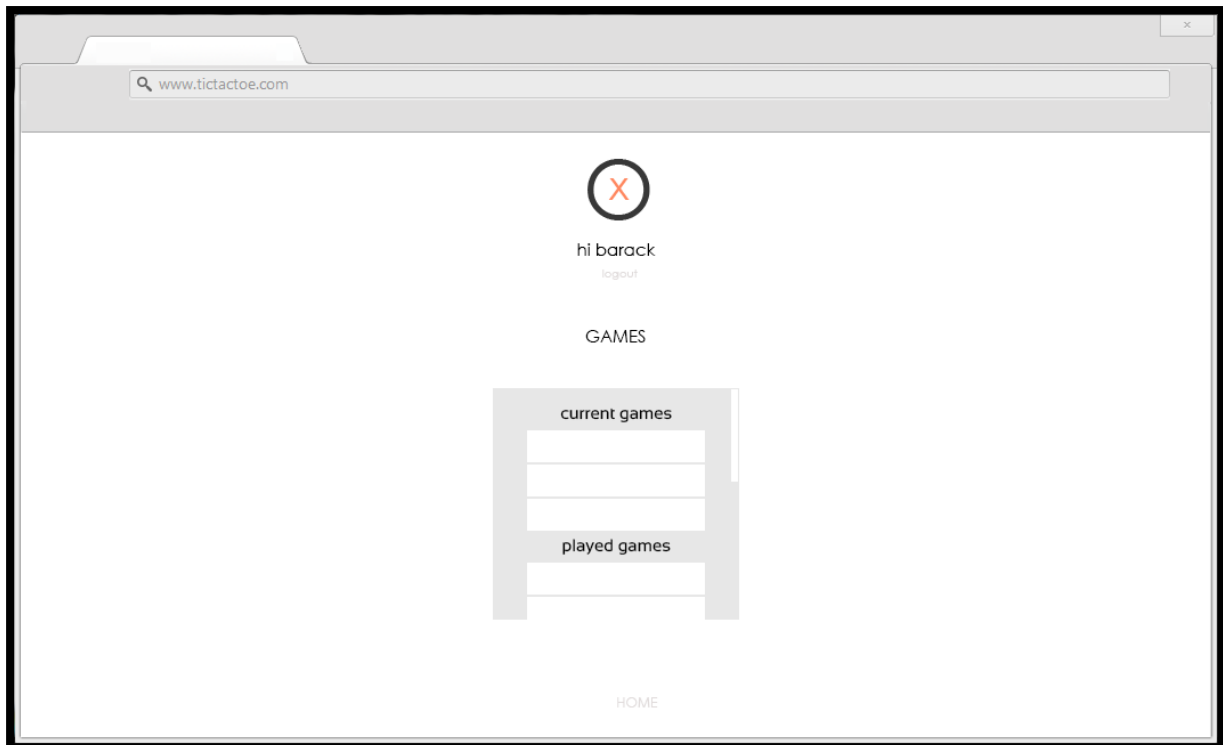 ×
www.tictactoe.com
X
hi barack
logout
GAMES
current games
played games
HOME